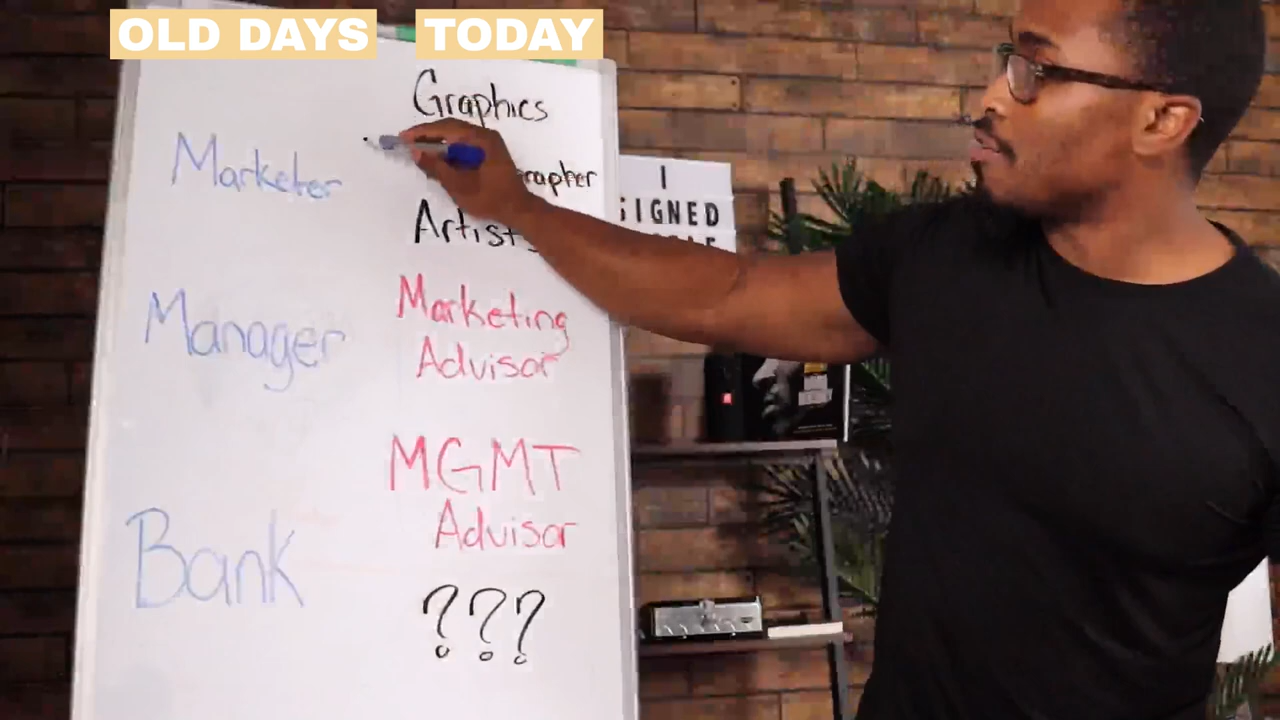 OLD DAYS
TODAY
Graphics
Marketer
Artist
Manager
Marketing
Advisor
MGMT
Advisor
Bank
???
I
SIGNED